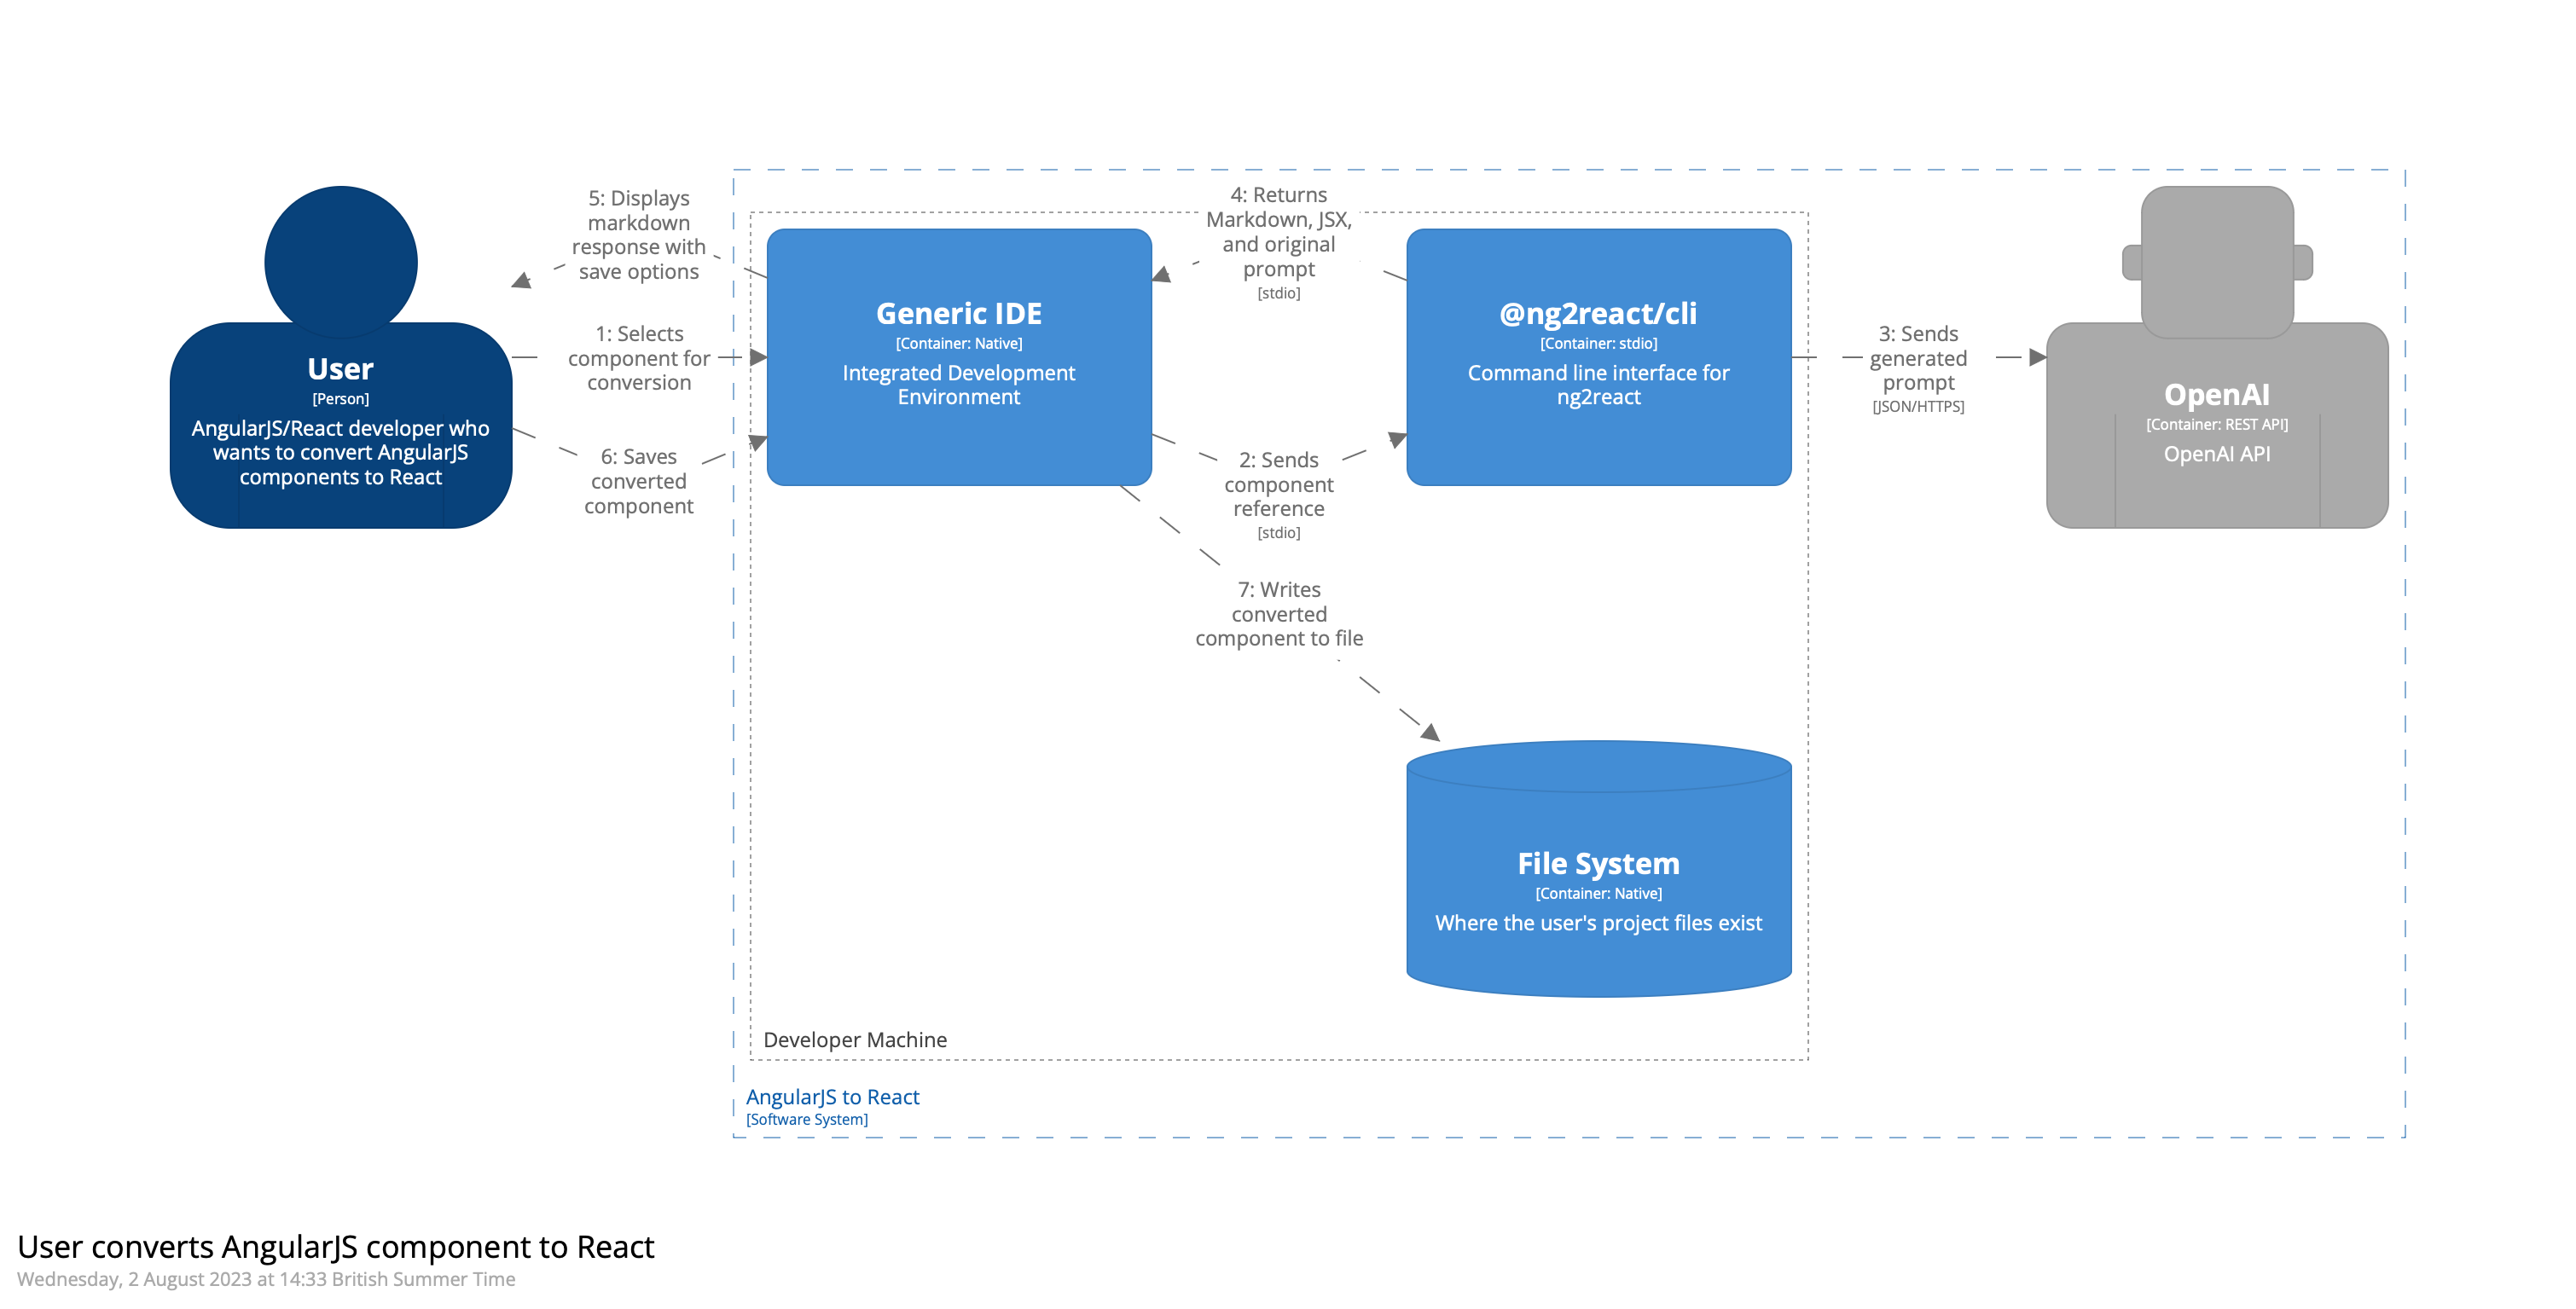 5: Displays
markdown
response with
save options
1: Selects
component for
conversion
6: Saves
converted
component
User
[Person]
AngularJS/React developer who
wants to convert AngularJS
components to React
Generic IDE
[Container: Native]
Integrated Development
Environment
4: Returns
Markdown, JSX,
and original
prompt
[stdio]
2: Sends
component
reference
[stdio]
7: Writes
converted
component to file
@ng2react/cli
[Container: stdio]
Command line interface for
ng2react
3: Sends
generated
prompt
[JSON/HTTPS]
OpenAI
[Container: REST API]
OpenAI API
File System
[Container: Native]
Where the user's project files exist
Developer Machine
AngularJS to React
[Software System]
User converts AngularJS component to React
Wednesday, 2 August 2023 at 14:33 British Summer Time